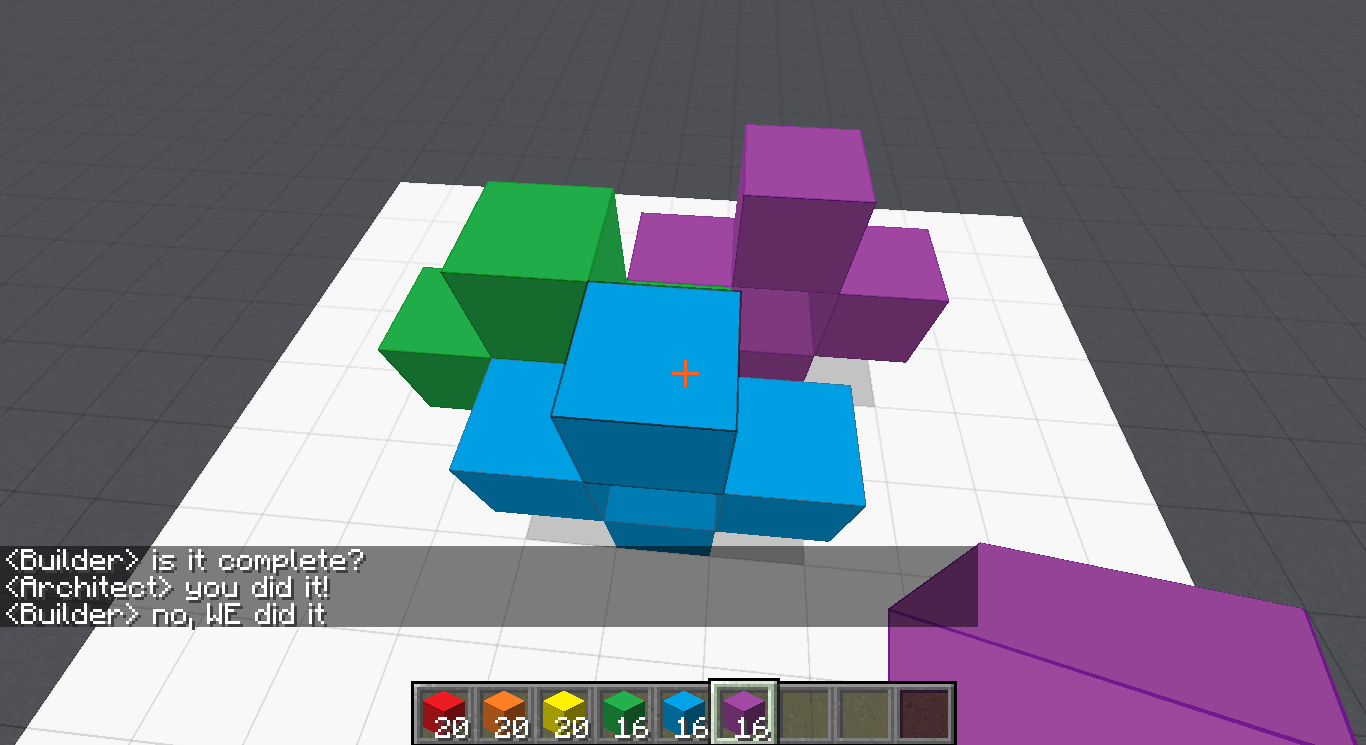 <Builder> is it complete?
<Architect> you did it!
<Builder> no, WE did it
20 20 20 16 16 16